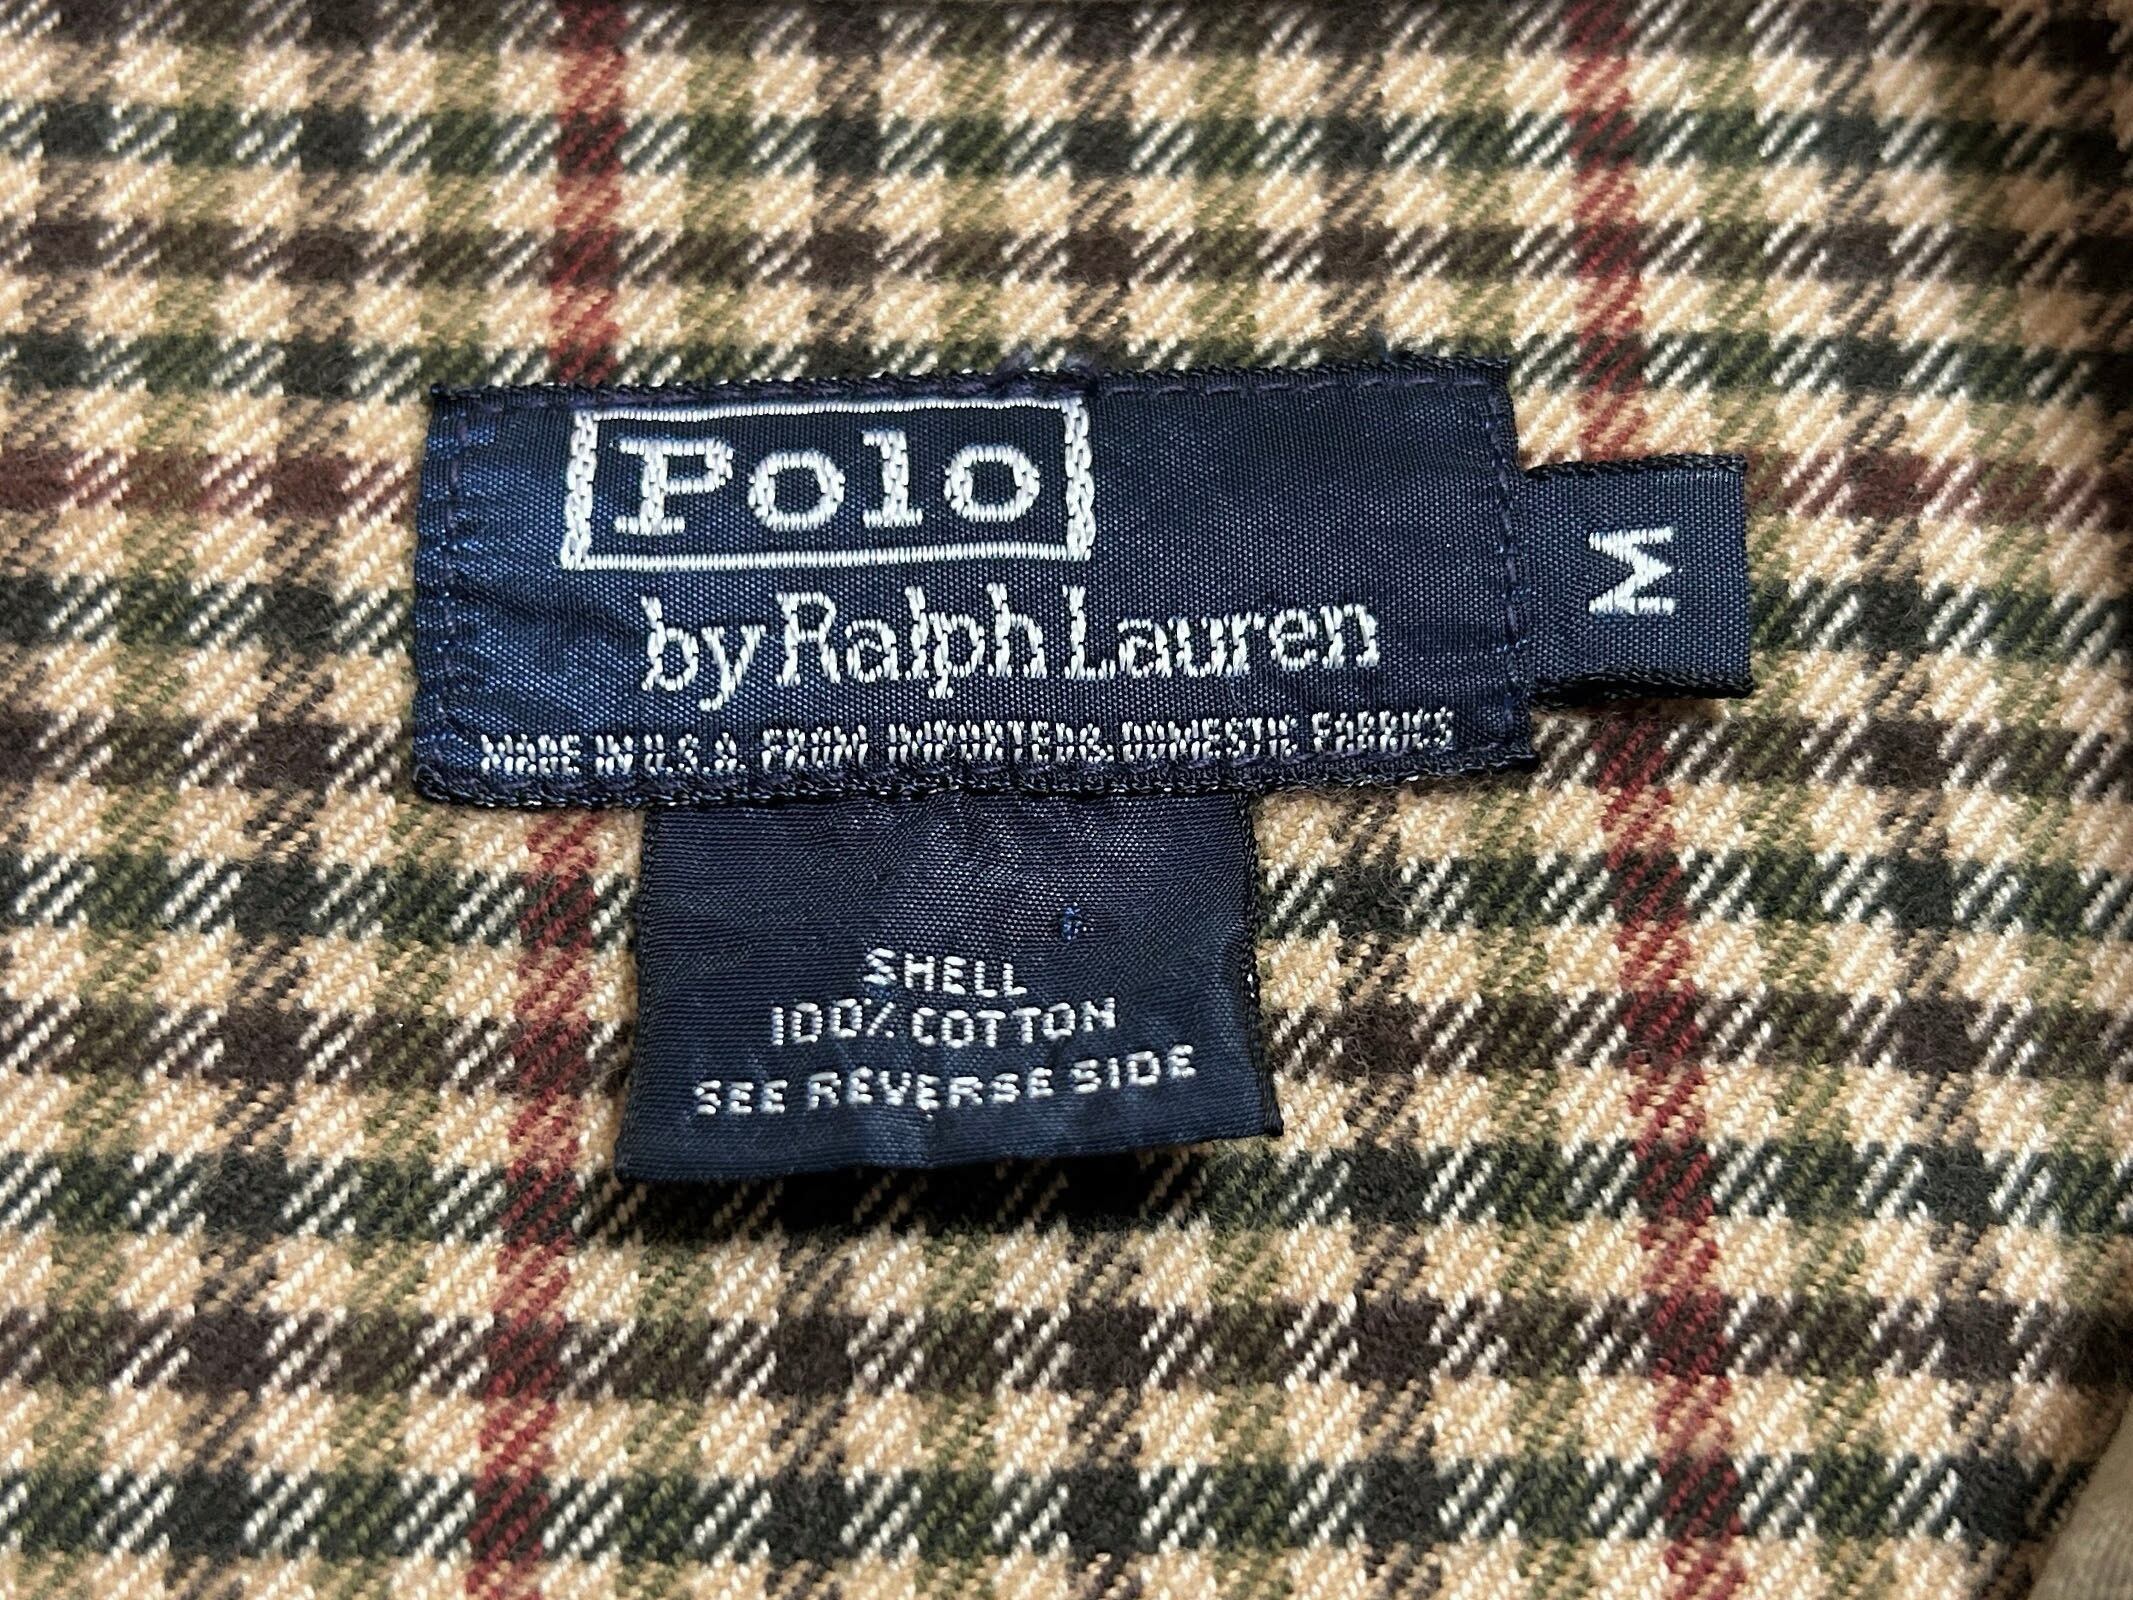 Polo
by Ralph Lauren
MADE IN U.S.A. FROM IMPORTED & DOMESTIC FABRICS
M
SHELL
100% COTTON
SEE REVERSE SIDE